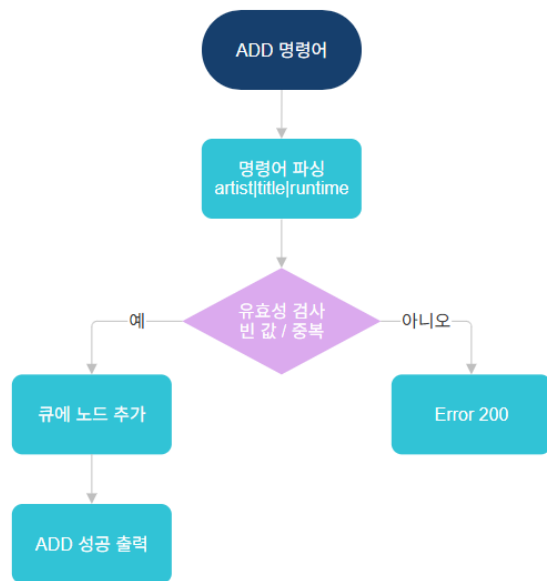 ADD 명령어
명령어 파싱
artist|title|runtime
유효성 검사
빈 값 / 중복
예
아니오
큐에 노드 추가
Error 200
ADD 성공 출력